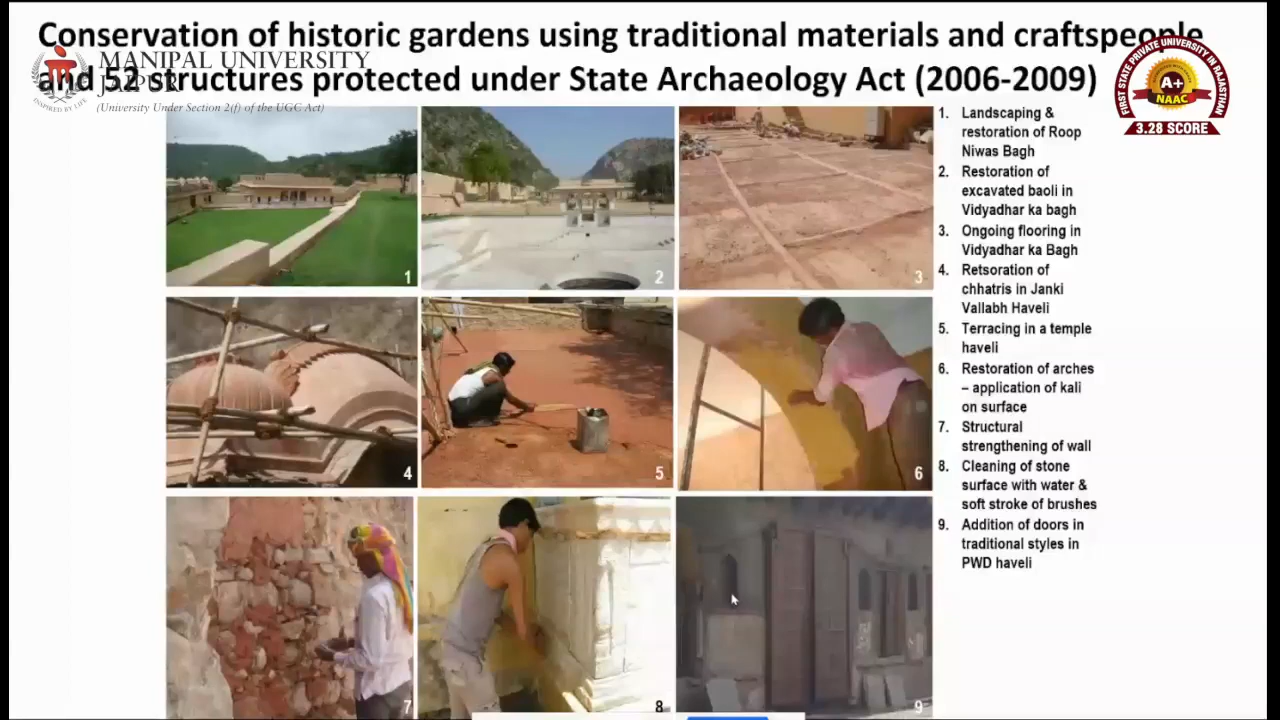 Conservation of historic gardens using traditional materials and craftspeople
and 52 structures protected under State Archaeology Act (2006-2009)
MANIPAL UNIVERSITY
JAIPUR
(University Under Section 2(f) of the UGC Act)
INSPIRED BY LIFE
FIRST STATE PRIVATE UNIVERSITY IN RAJASTHAN
A+
NAAC
3.28 SCORE
1
2
3
4
5
6
7
8
9
1. Landscaping &
restoration of Roop
Niwas Bagh
2. Restoration of
excavated baoli in
Vidyadhar ka bagh
3. Ongoing flooring in
Vidyadhar ka Bagh
4. Retsoration of
chhatris in Janki
Vallabh Haveli
5. Terracing in a temple
haveli
6. Restoration of arches
– application of kali
on surface
7. Structural
strengthening of wall
8. Cleaning of stone
surface with water &
soft stroke of brushes
9. Addition of doors in
traditional styles in
PWD haveli